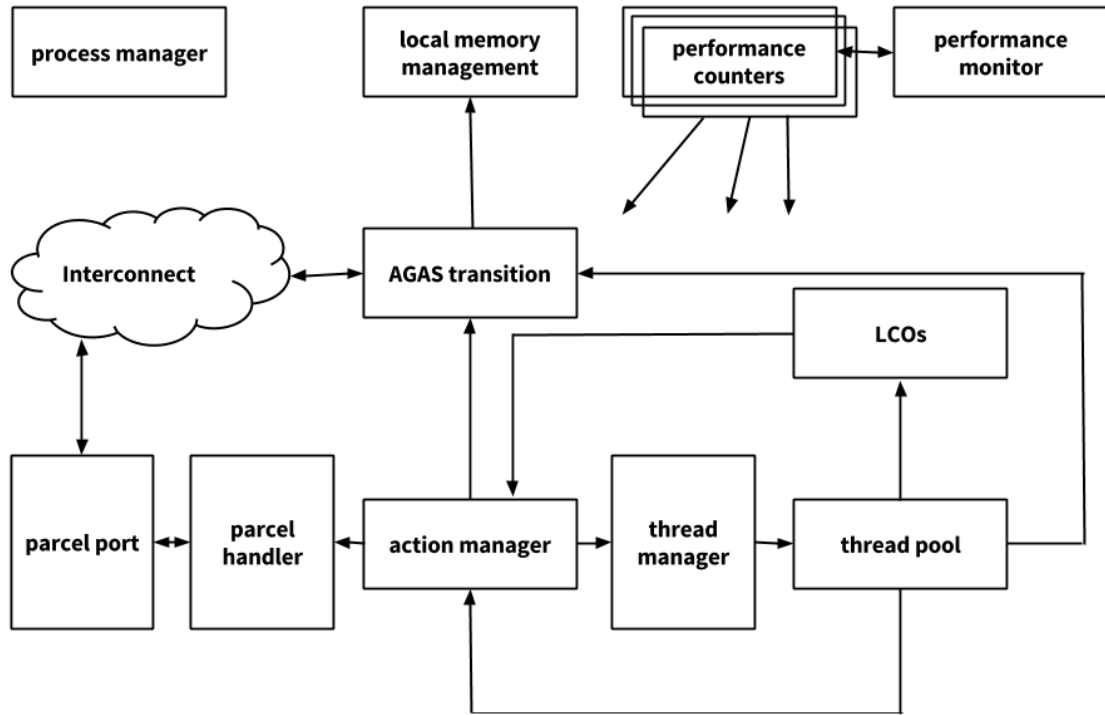 process manager
local memory
management
performance
counters
performance
monitor
Interconnect
AGAS transition
LCOs
parcel port
parcel
handler
action manager
thread
manager
thread pool